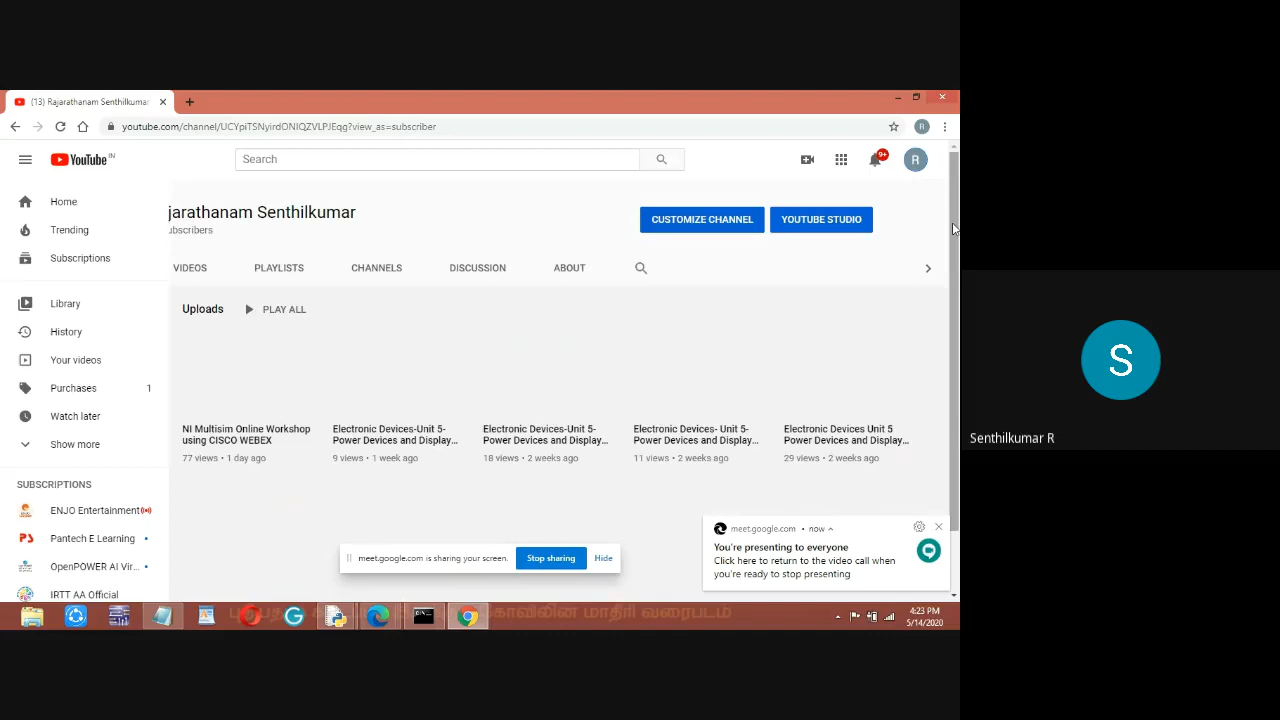 (13) Rajarathanam Senthilkumar
youtube.com/channel/UCYpiTSNyirdONIQZVLPJEqg?view_as=subscriber
R
YouTube IN
Search
9+
R
Home
Trending
Subscriptions
Library
History
Your videos
Purchases 1
Watch later
Show more
SUBSCRIPTIONS
ENJO Entertainment
Pantech E Learning
OpenPOWER AI Vir...
IRTT AA Official
jarathanam Senthilkumar
ubscribers
CUSTOMIZE CHANNEL
YOUTUBE STUDIO
VIDEOS PLAYLISTS CHANNELS DISCUSSION ABOUT
Uploads PLAY ALL
NI Multisim Online Workshop
using CISCO WEBEX
77 views • 1 day ago
Electronic Devices-Unit 5-
Power Devices and Display...
9 views • 1 week ago
Electronic Devices- Unit 5-
Power Devices and Display...
18 views • 2 weeks ago
Electronic Devices- Unit 5-
Power Devices and Display...
11 views • 2 weeks ago
Electronic Devices Unit 5
Power Devices and Display...
29 views • 2 weeks ago
meet.google.com is sharing your screen. Stop sharing Hide
meet.google.com • now
You're presenting to everyone
Click here to return to the video call when
you're ready to stop presenting
மாதிரி வரைபடம்
4:23 PM
5/14/2020
S
Senthilkumar R